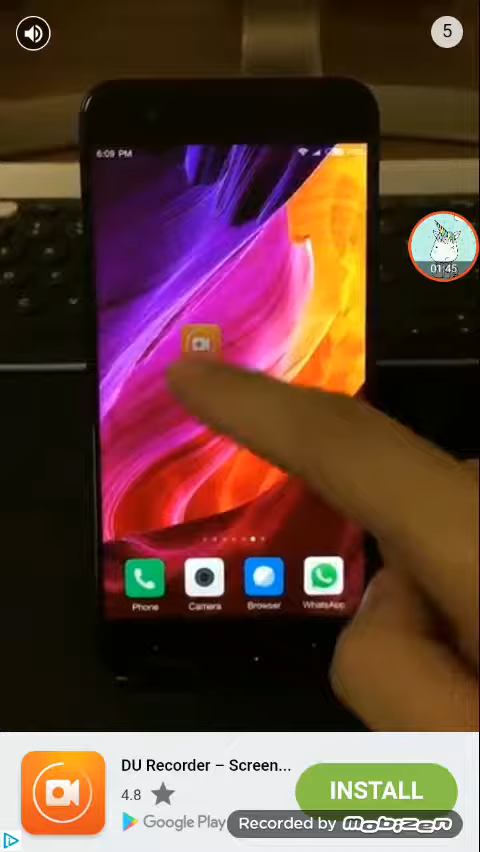 5
6:09 PM
01:45
Phone
Camera
Browser
WhatsApp
DU Recorder – Screen...
4.8
INSTALL
Google Play
Recorded by mobizen